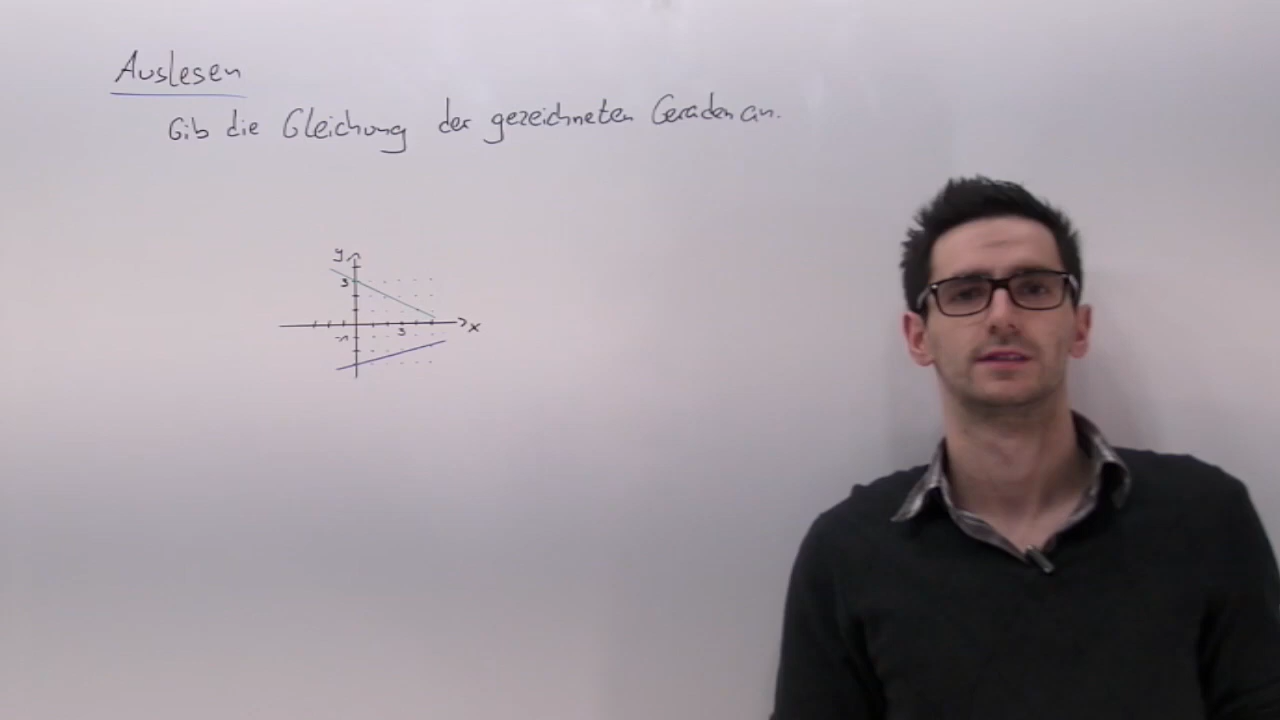 Auslesen
Gib die Gleichung der gezeichneten Geraden an.
y
3
3
x
-1